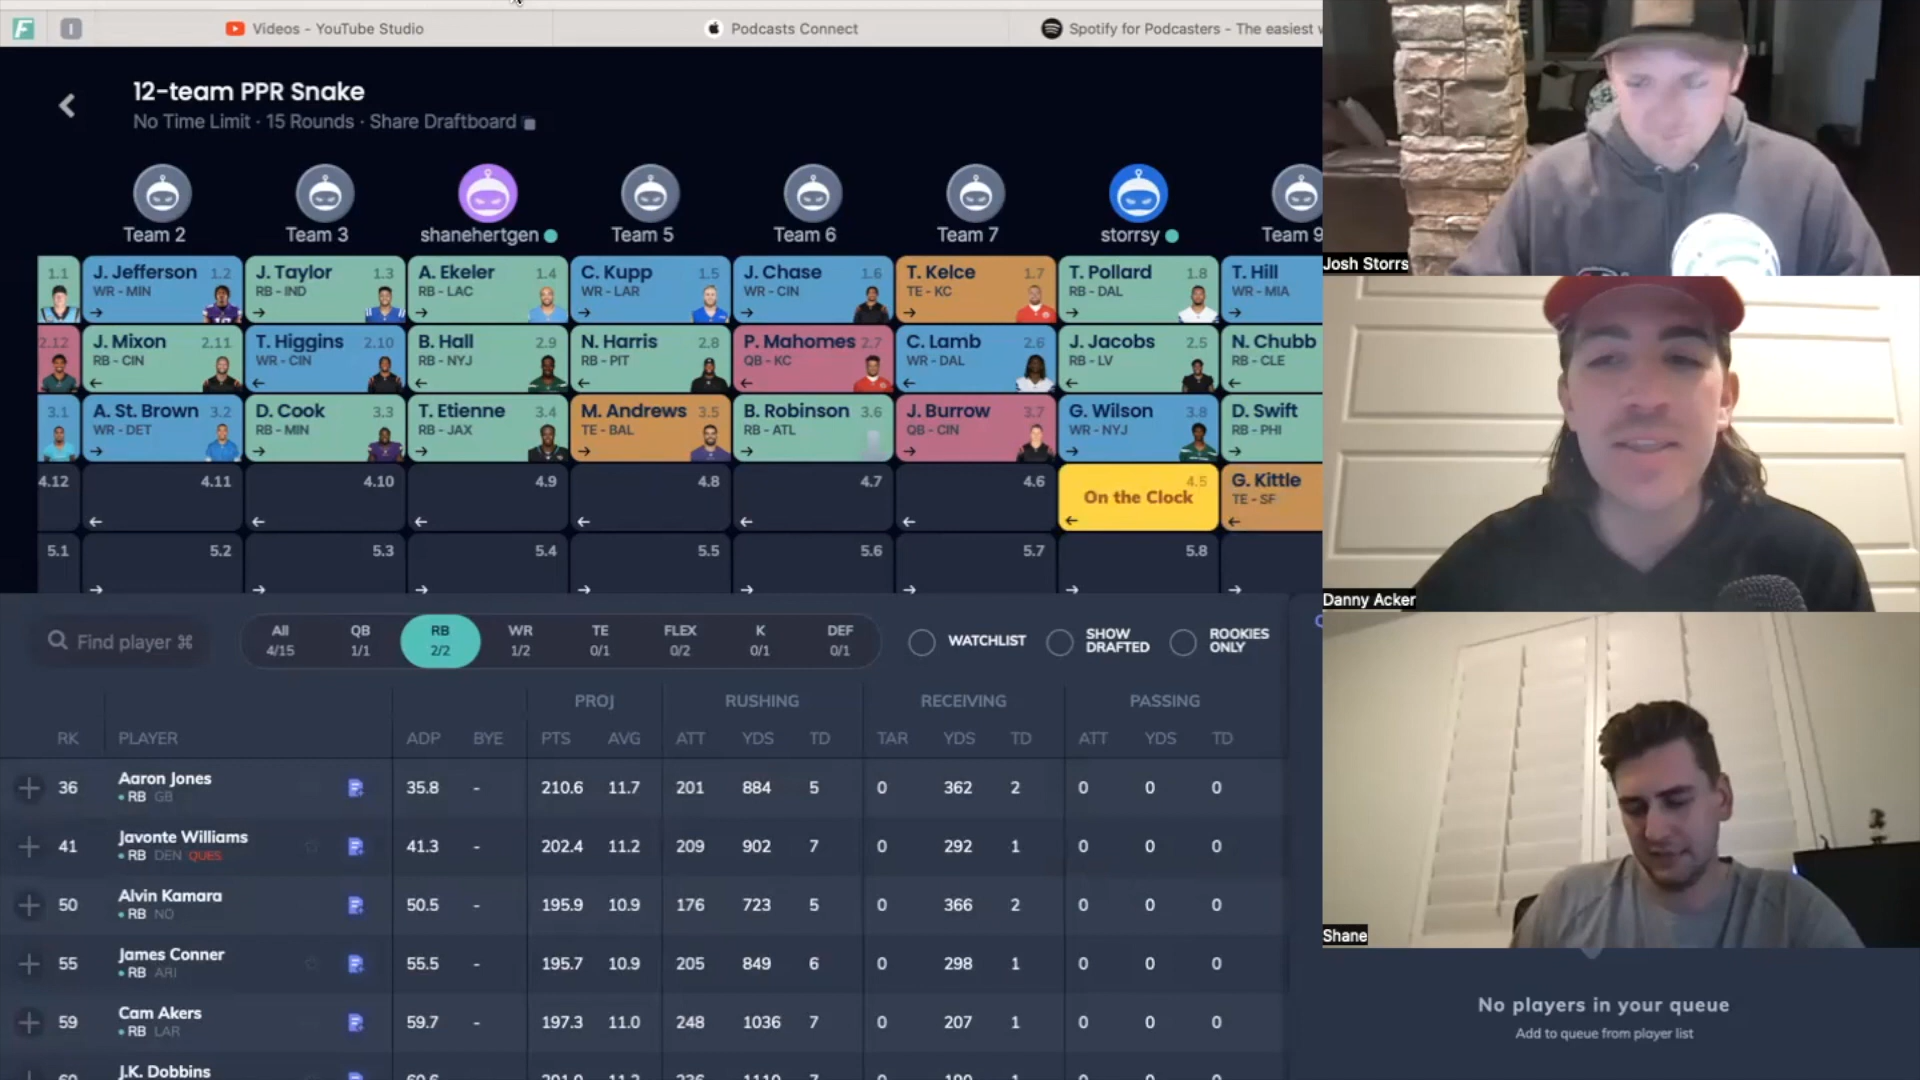 Videos - YouTube Studio
Podcasts Connect
Spotify for Podcasters - The easiest
12-team PPR Snake
No Time Limit · 15 Rounds · Share Draftboard
Team 2 Team 3 shanehertgen Team 5 Team 6 Team 7 storrsy Team 9
1.1 J. Jefferson 1.2 J. Taylor 1.3 A. Ekeler 1.4 C. Kupp 1.5 J. Chase 1.6 T. Kelce 1.7 T. Pollard 1.8 T. Hill
WR - MIN RB - IND RB - LAC WR - LAR WR - CIN TE - KC RB - DAL WR - MIA
2.12 J. Mixon 2.11 T. Higgins 2.10 B. Hall 2.9 N. Harris 2.8 P. Mahomes 2.7 C. Lamb 2.6 J. Jacobs 2.5 N. Chubb
RB - CIN WR - CIN RB - NYJ RB - PIT QB - KC WR - DAL RB - LV RB - CLE
3.1 A. St. Brown 3.2 D. Cook 3.3 T. Etienne 3.4 M. Andrews 3.5 B. Robinson 3.6 J. Burrow 3.7 G. Wilson 3.8 D. Swift
WR - DET RB - MIN RB - JAX TE - BAL RB - ATL QB - CIN WR - NYJ RB - PHI
4.12 4.11 4.10 4.9 4.8 4.7 4.6 4.5 G. Kittle
On the Clock TE - SF
5.1 5.2 5.3 5.4 5.5 5.6 5.7 5.8
Find player ⌘
All QB RB WR TE FLEX K DEF
4/15 1/1 2/2 1/2 0/1 0/2 0/1 0/1
WATCHLIST
SHOW DRAFTED
ROOKIES ONLY
PROJ RUSHING RECEIVING PASSING
RK PLAYER ADP BYE PTS AVG ATT YDS TD TAR YDS TD ATT YDS TD
36 Aaron Jones 35.8 - 210.6 11.7 201 884 5 0 362 2 0 0 0
RB GB
41 Javonte Williams 41.3 - 202.4 11.2 209 902 7 0 292 1 0 0 0
RB DEN QUES
50 Alvin Kamara 50.5 - 195.9 10.9 176 723 5 0 366 2 0 0 0
RB NO
55 James Conner 55.5 - 195.7 10.9 205 849 6 0 298 1 0 0 0
RB ARI
59 Cam Akers 59.7 - 197.3 11.0 248 1036 7 0 207 1 0 0 0
RB LAR
J.K. Dobbins
Josh Storrs
Danny Acker
Shane
No players in your queue
Add to queue from player list